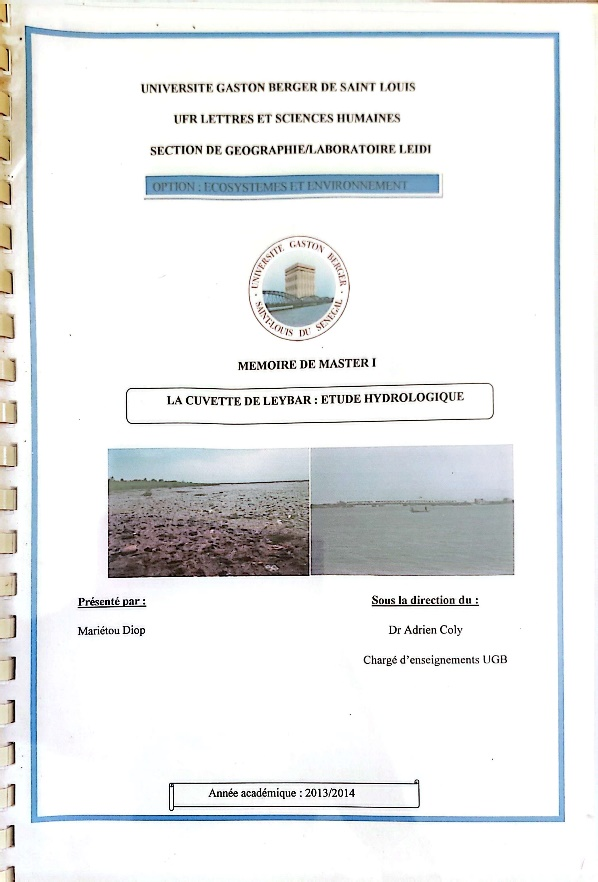 UNIVERSITE GASTON BERGER DE SAINT LOUIS
UFR LETTRES ET SCIENCES HUMAINES
SECTION DE GEOGRAPHIE/LABORATOIRE LEIDI
OPTION : ECOSYSTEMES ET ENVIRONNEMENT
UNIVERSITE GASTON BERGER
SAINT-LOUIS DU SENEGAL
MEMOIRE DE MASTER I
LA CUVETTE DE LEYBAR : ETUDE HYDROLOGIQUE
Présenté par :
Sous la direction du :
Mariétou Diop
Dr Adrien Coly
Chargé d'enseignements UGB
Année académique : 2013/2014